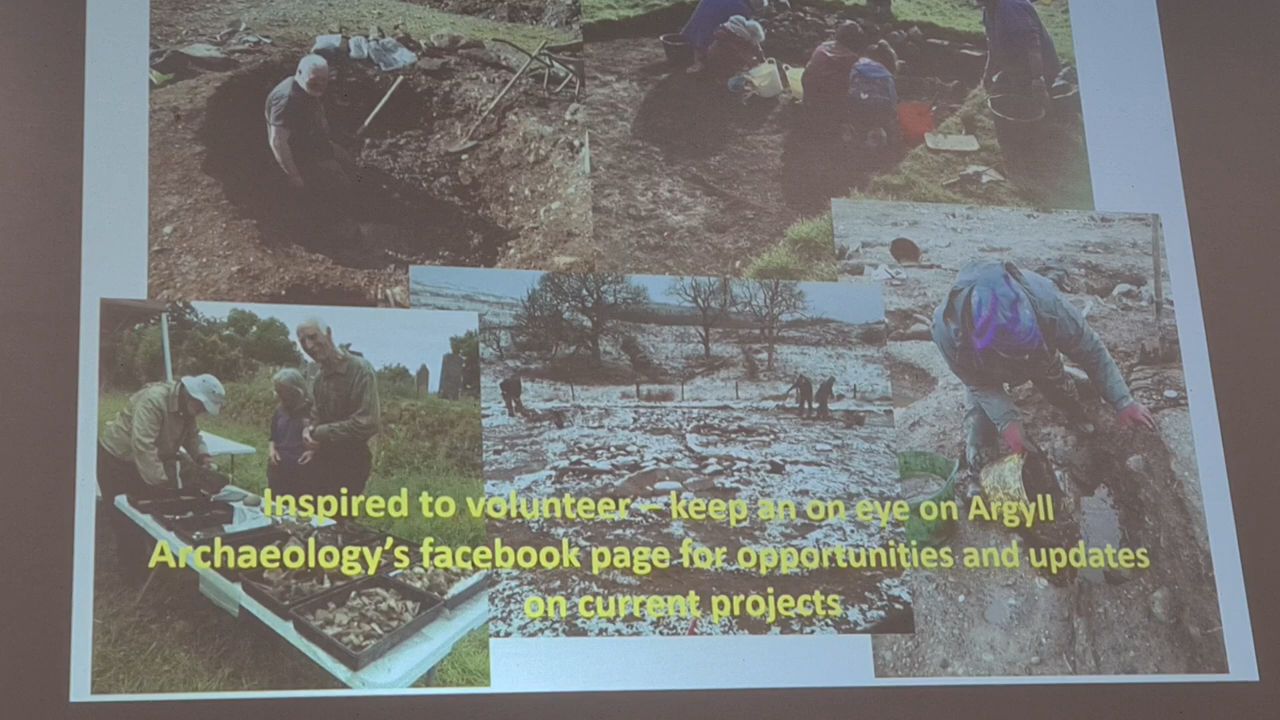 Inspired to volunteer – keep an on eye on Argyll
Archaeology’s facebook page for opportunities and updates
on current projects